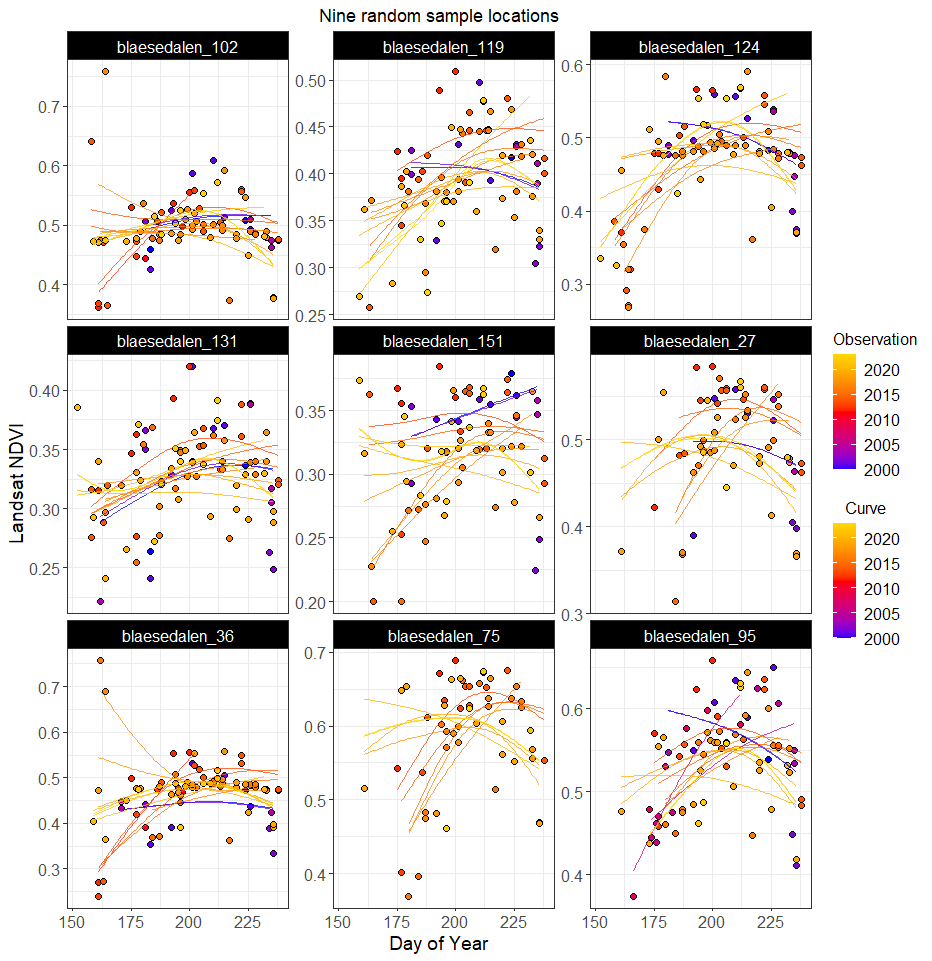 Nine random sample locations
blaesedalen_102
blaesedalen_119
blaesedalen_124
0.7
0.6
0.5
0.4
0.50
0.45
0.40
0.35
0.30
0.25
0.6
0.5
0.4
0.3
blaesedalen_131
blaesedalen_151
blaesedalen_27
0.40
0.35
0.30
0.25
0.35
0.30
0.25
0.20
0.5
0.4
0.3
blaesedalen_36
blaesedalen_75
blaesedalen_95
0.7
0.6
0.5
0.4
0.3
0.7
0.6
0.5
0.4
0.6
0.5
0.4
150 175 200 225
150 175 200 225
150 175 200 225
Landsat NDVI
Day of Year
Observation
2020
2015
2010
2005
2000
Curve
2020
2015
2010
2005
2000